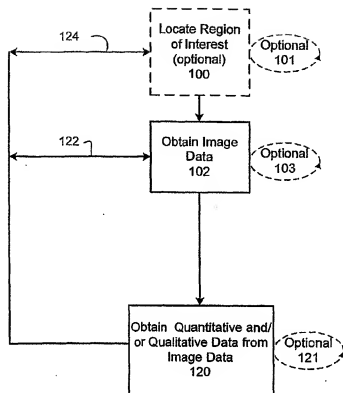 124
Locate Region
of Interest
(optional)
100
Optional
101
122
Obtain Image
Data
102
Optional
103
Obtain Quantitative and/
or Qualitative Data from
Image Data
120
Optional
121